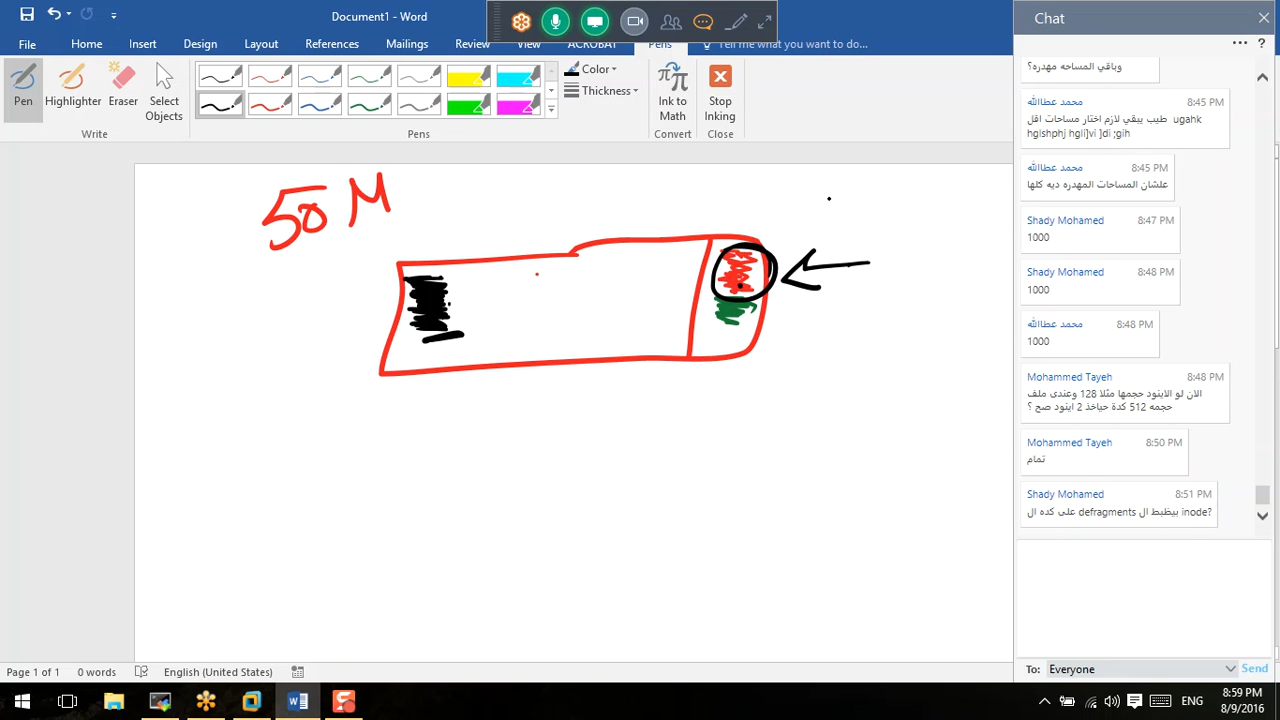 Document1 - Word
File
Home
Insert
Design
Layout
References
Mailings
Review
View
ACROBAT
Pens
Tell me what you want to do...
Pen
Highlighter
Eraser
Select Objects
Color
Thickness
Ink to Math
Stop Inking
Write
Pens
Convert
Close
50 M
Chat
وباقي المساحه مهدره؟
محمد عطاالله
8:45 PM
طيب يبقي لازم اختار مساحات اقل ugahk
hglshphj hgli]vi ]di ;gih
محمد عطاالله
8:45 PM
علشان المساحات المهدره ديه كلها
Shady Mohamed
8:47 PM
1000
Shady Mohamed
8:48 PM
1000
محمد عطاالله
8:48 PM
1000
Mohammed Tayeh
8:48 PM
الان لو الاينود حجمها مثلا 128 وعندى ملف
حجمه 512 كدة حياخذ 2 اينود صح ؟
Mohammed Tayeh
8:50 PM
تمام
Shady Mohamed
8:51 PM
على كده ال defragments بيظبط ال inode?
To:
Everyone
Send
Page 1 of 1
0 words
English (United States)
ENG
8:59 PM
8/9/2016